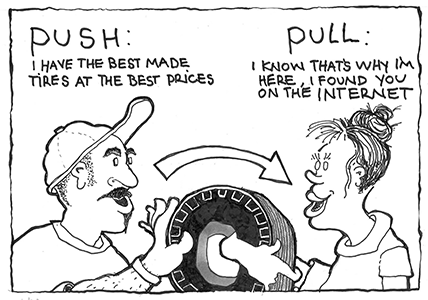 PUSH:
I HAVE THE BEST MADE
TIRES AT THE BEST PRICES
PULL:
I KNOW THAT'S WHY I'M
HERE, I FOUND YOU
ON THE INTERNET